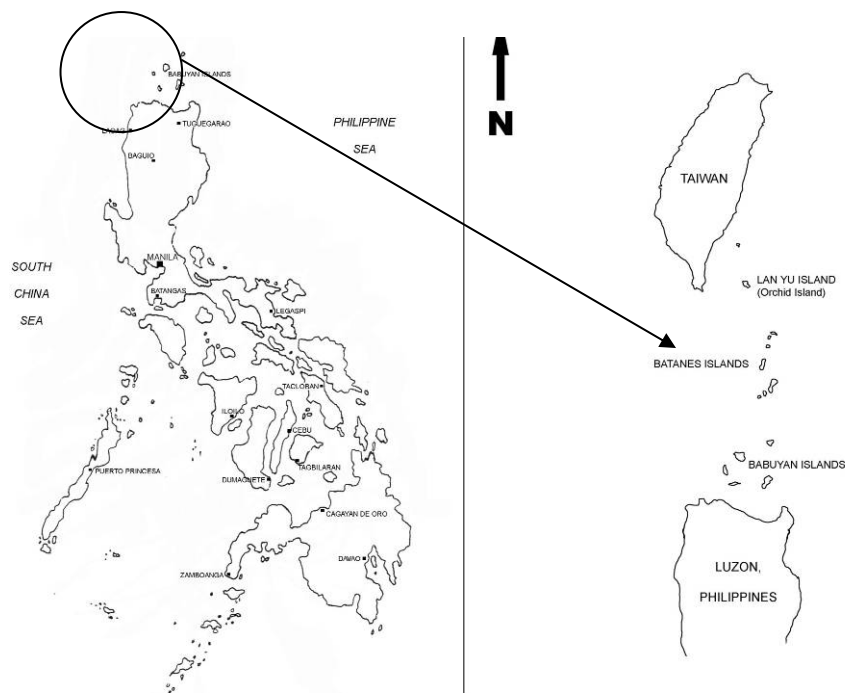 BABUYAN ISLANDS
LAOAG
TUGUEGARAO
PHILIPPINE
SEA
BAGUIO
MANILA
SOUTH
CHINA
SEA
BATANGAS
LEGASPI
TACLOBAN
ILOILO
CEBU
PUERTO PRINCESA
TAGBILARAN
DUMAGUETE
CAGAYAN DE ORO
DAVAO
ZAMBOANGA
N
TAIWAN
LAN YU ISLAND
(Orchid Island)
BATANES ISLANDS
BABUYAN ISLANDS
LUZON,
PHILIPPINES